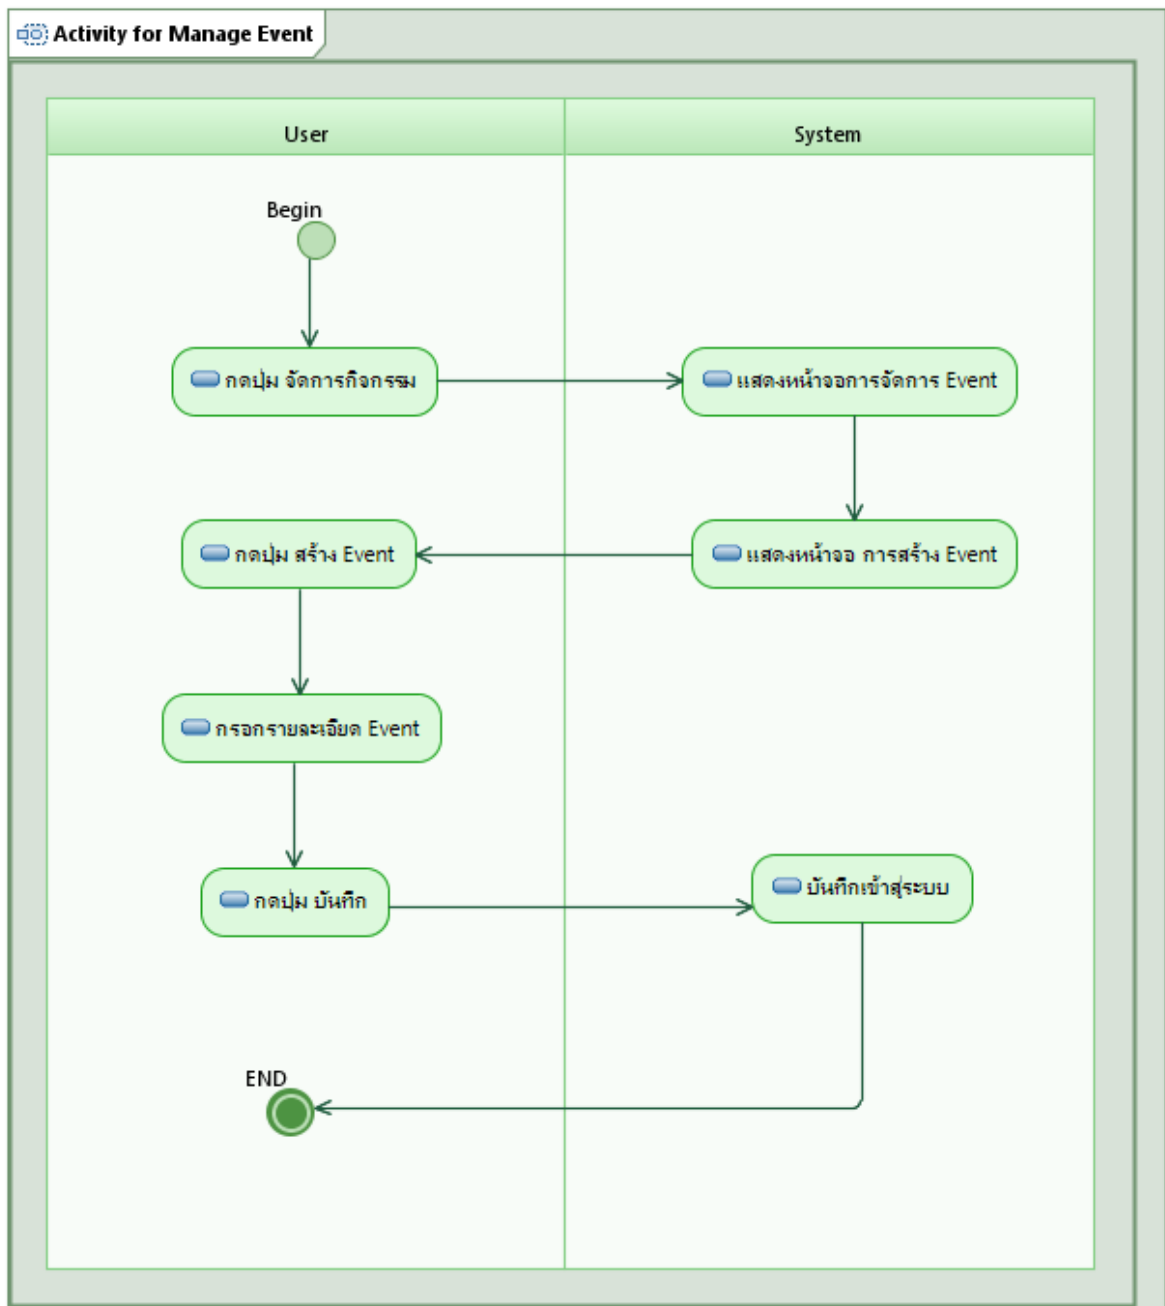 Activity for Manage Event
User
System
Begin
กดปุ่ม จัดการกิจกรรม
แสดงหน้าจอการจัดการ Event
กดปุ่ม สร้าง Event
แสดงหน้าจอ การสร้าง Event
กรอกรายละเอียด Event
กดปุ่ม บันทึก
บันทึกเข้าสู่ระบบ
END